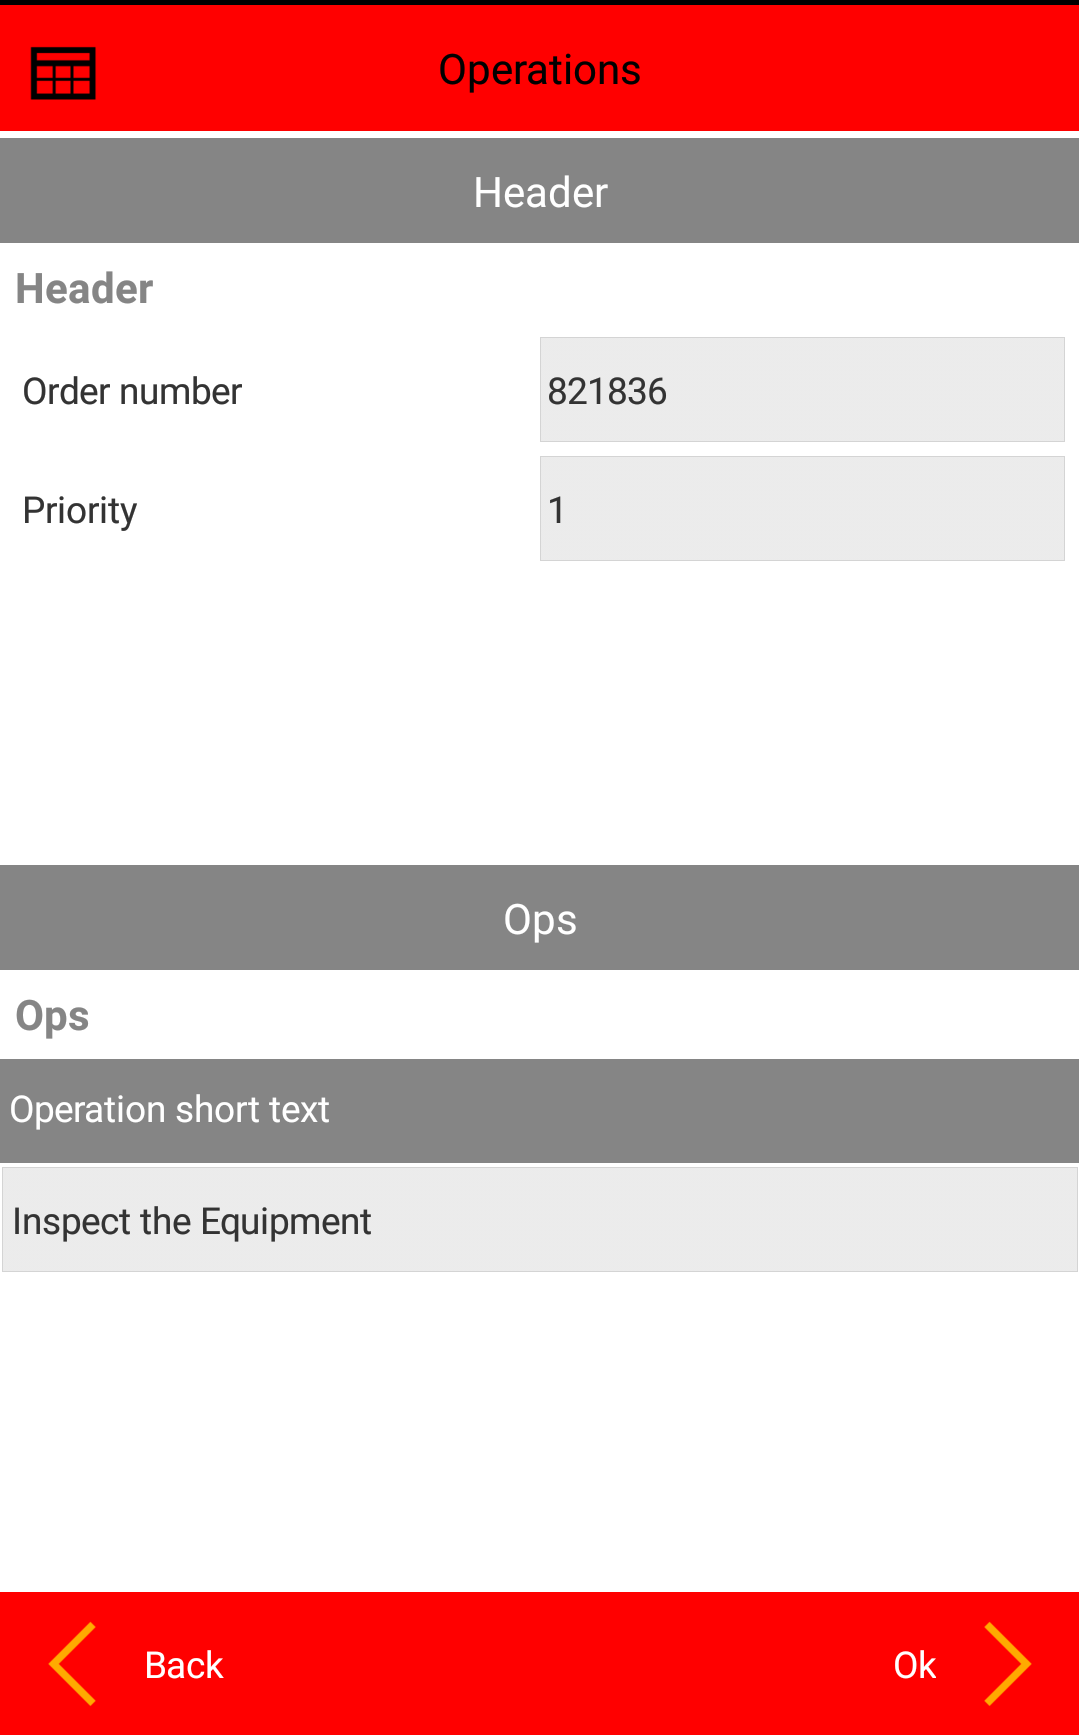 Operations
Header
Header
Order number 821836
Priority 1
Ops
Ops
Operation short text
Inspect the Equipment
Back Ok